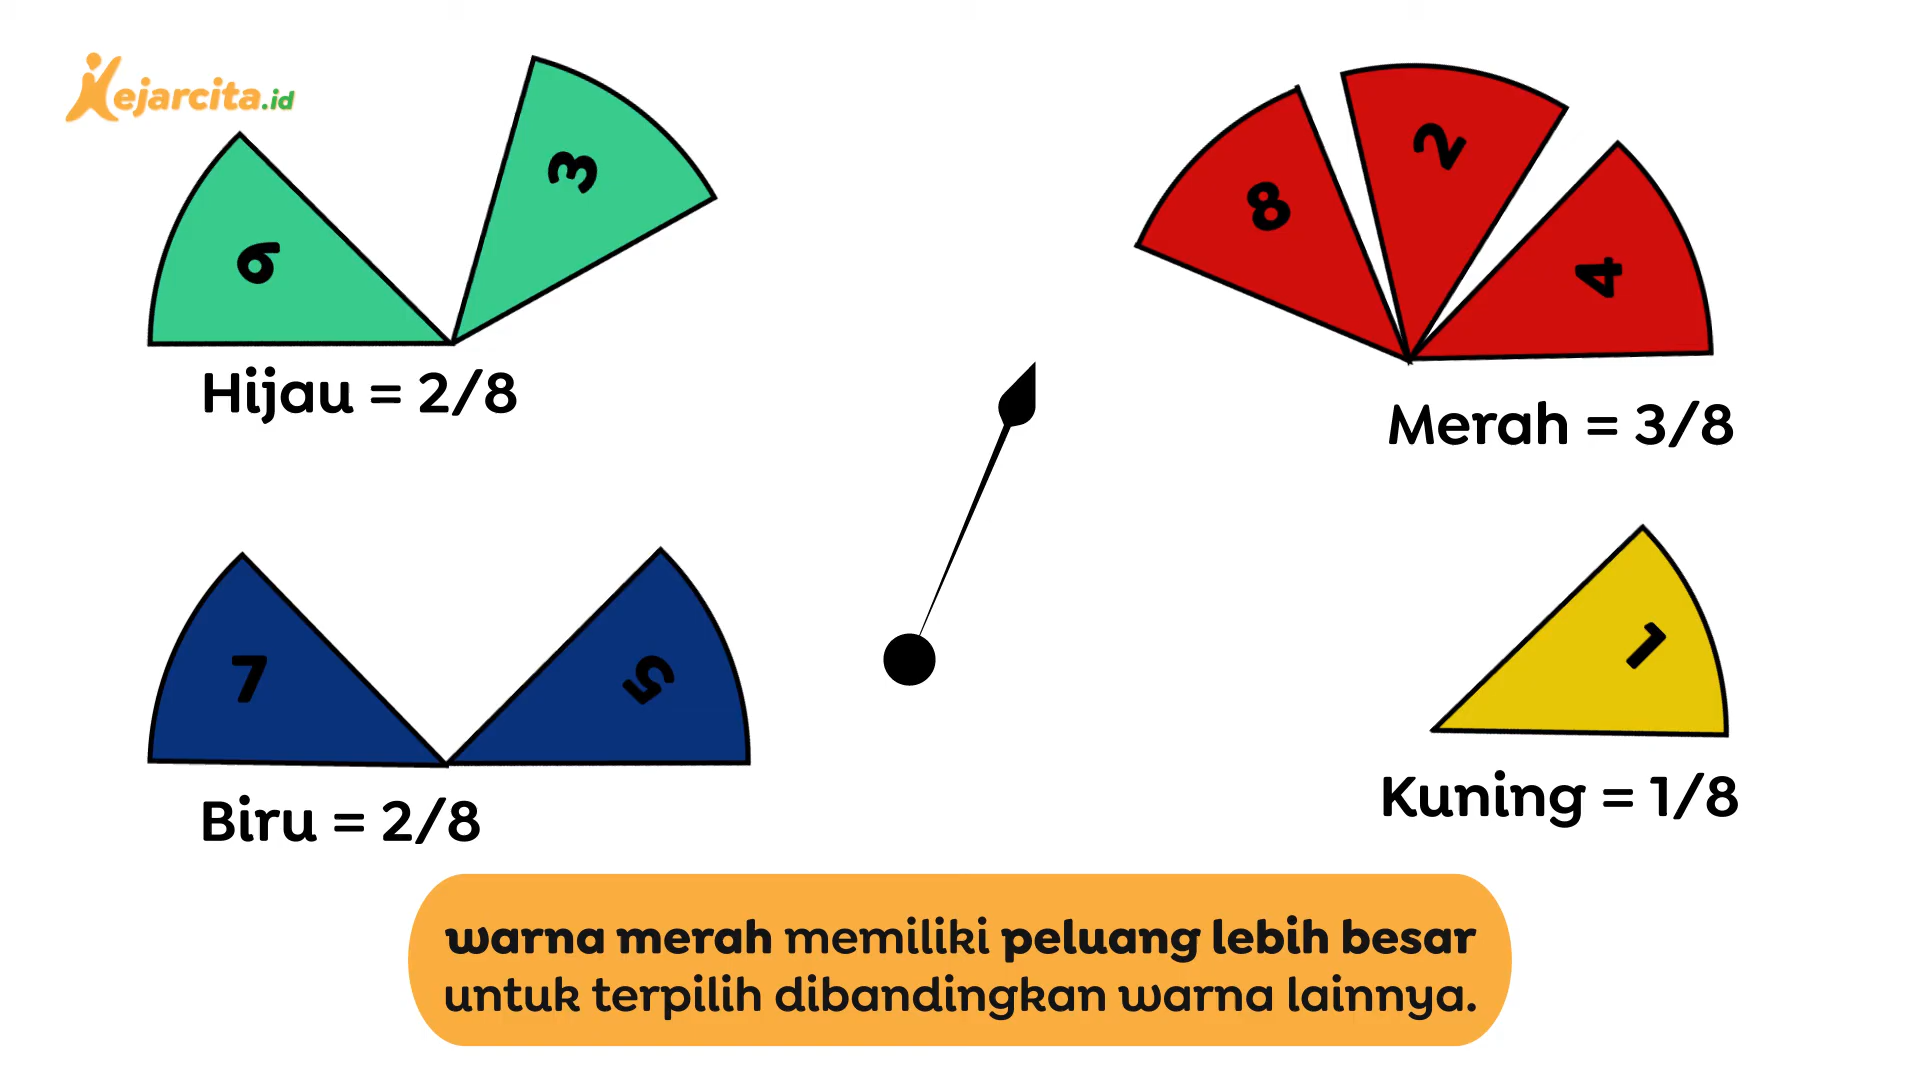 Kejarcita.id
6
3
Hijau = 2/8
8
2
4
Merah = 3/8
7
5
Biru = 2/8
1
Kuning = 1/8
warna merah memiliki peluang lebih besar
untuk terpilih dibandingkan warna lainnya.